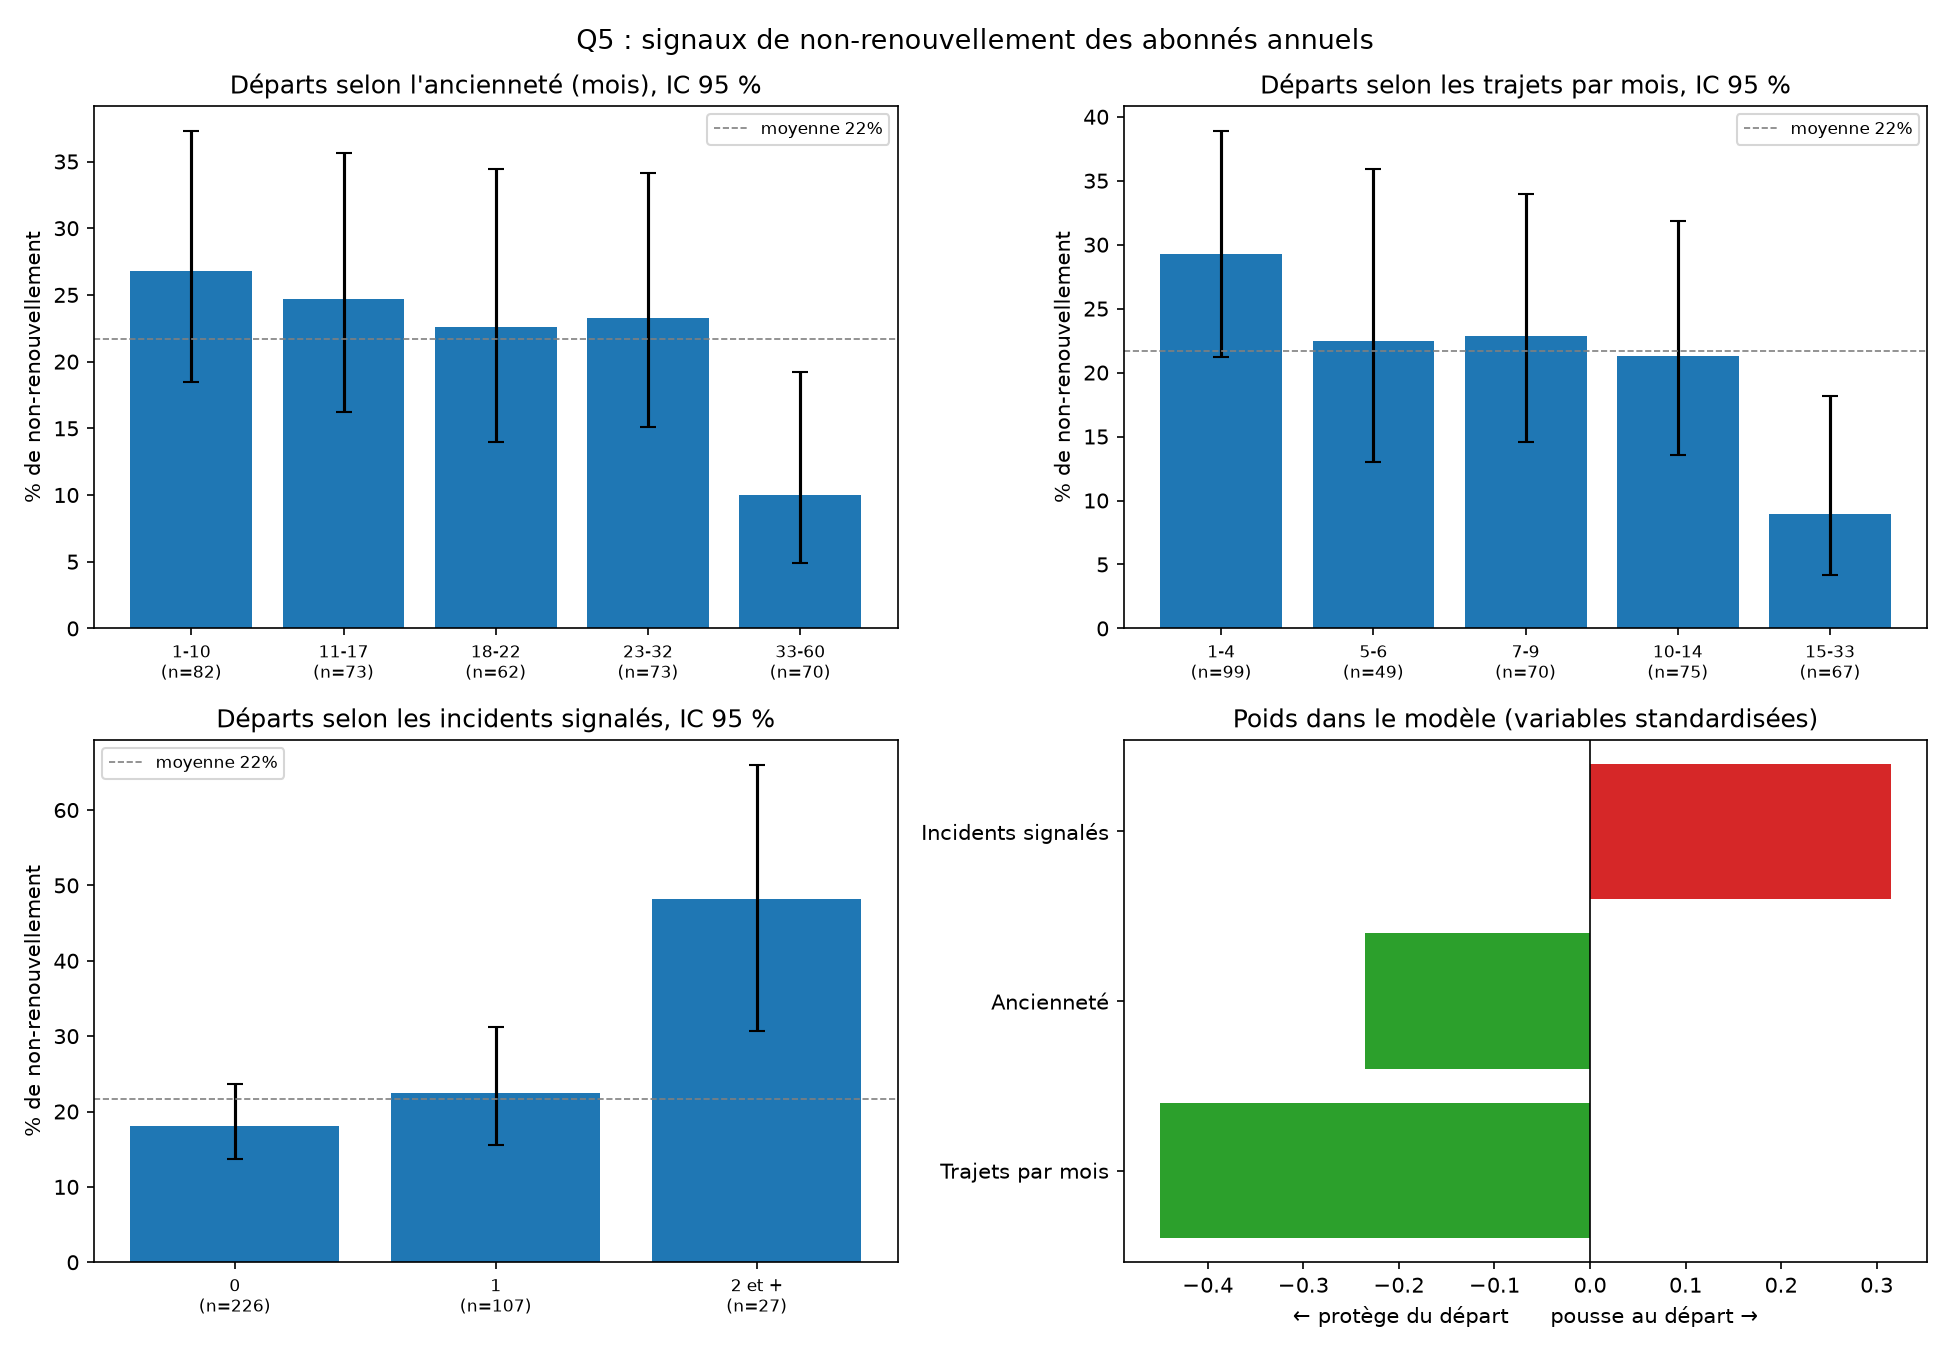 Q5 : signaux de non-renouvellement des abonnés annuels
Départs selon l'ancienneté (mois), IC 95 %
moyenne 22%
% de non-renouvellement
35
30
25
20
15
10
5
0
1-10
(n=82)
11-17
(n=73)
18-22
(n=62)
23-32
(n=73)
33-60
(n=70)
Départs selon les trajets par mois, IC 95 %
moyenne 22%
% de non-renouvellement
40
35
30
25
20
15
10
5
0
1-4
(n=99)
5-6
(n=49)
7-9
(n=70)
10-14
(n=75)
15-33
(n=67)
Départs selon les incidents signalés, IC 95 %
moyenne 22%
% de non-renouvellement
60
50
40
30
20
10
0
0
(n=226)
1
(n=107)
2 et +
(n=27)
Poids dans le modèle (variables standardisées)
Incidents signalés
Ancienneté
Trajets par mois
−0.4
−0.3
−0.2
−0.1
0.0
0.1
0.2
0.3
← protège du départ pousse au départ →